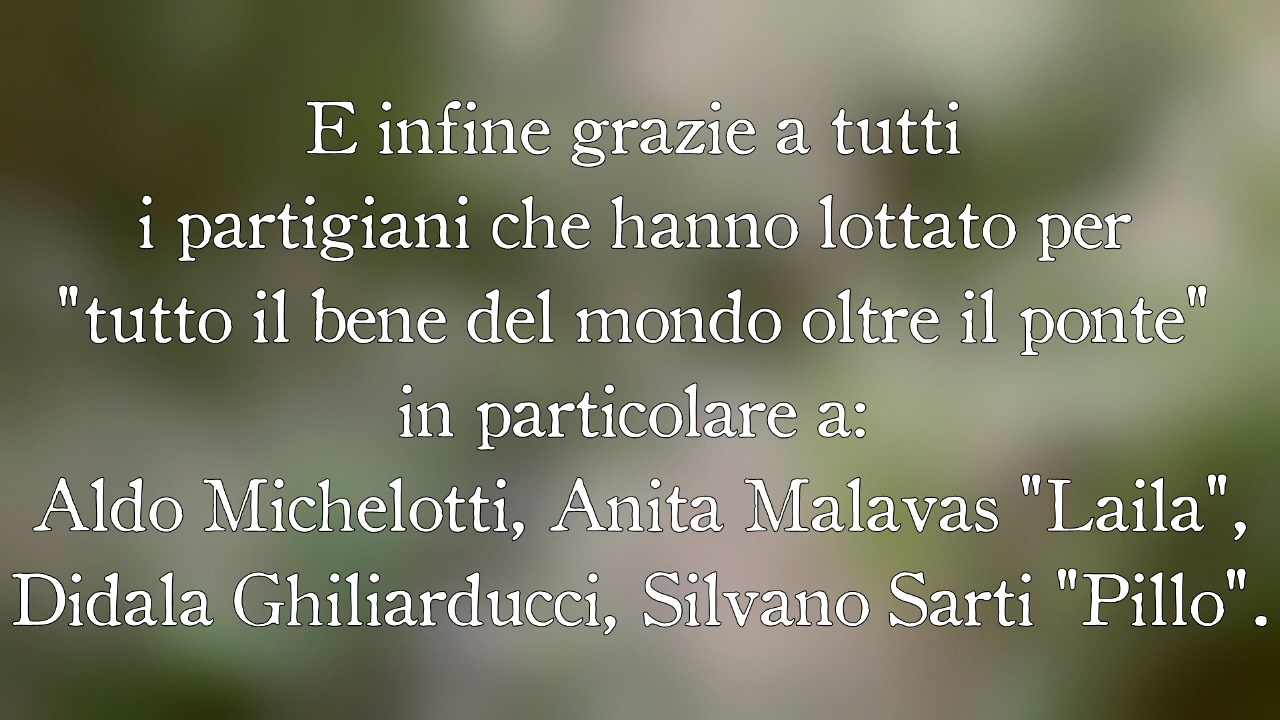 E infine grazie a tutti
i partigiani che hanno lottato per
"tutto il bene del mondo oltre il ponte"
in particolare a:
Aldo Michelotti, Anita Malavas "Laila",
Didala Ghiliarducci, Silvano Sarti "Pillo".